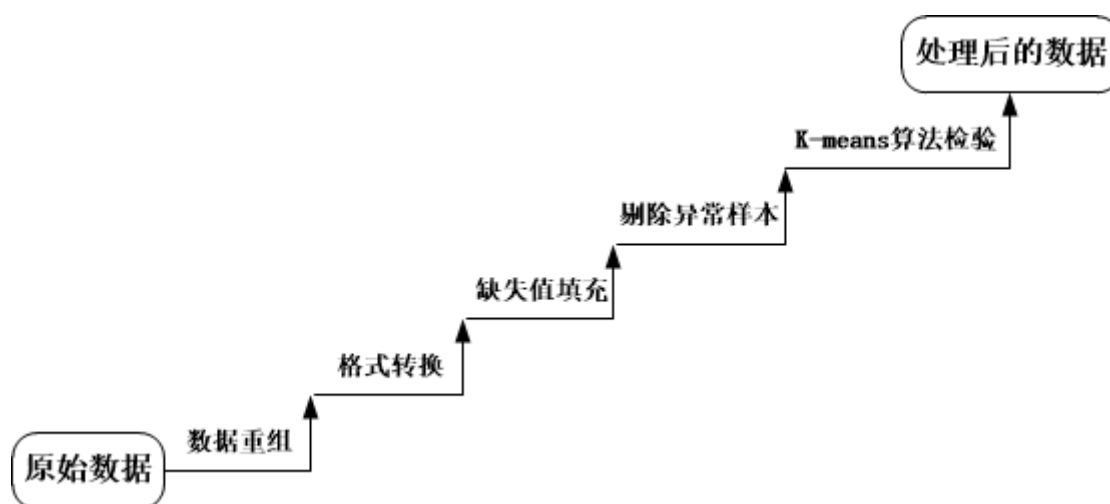 处理后的数据
K-means算法检验
剔除异常样本
缺失值填充
格式转换
数据重组
原始数据